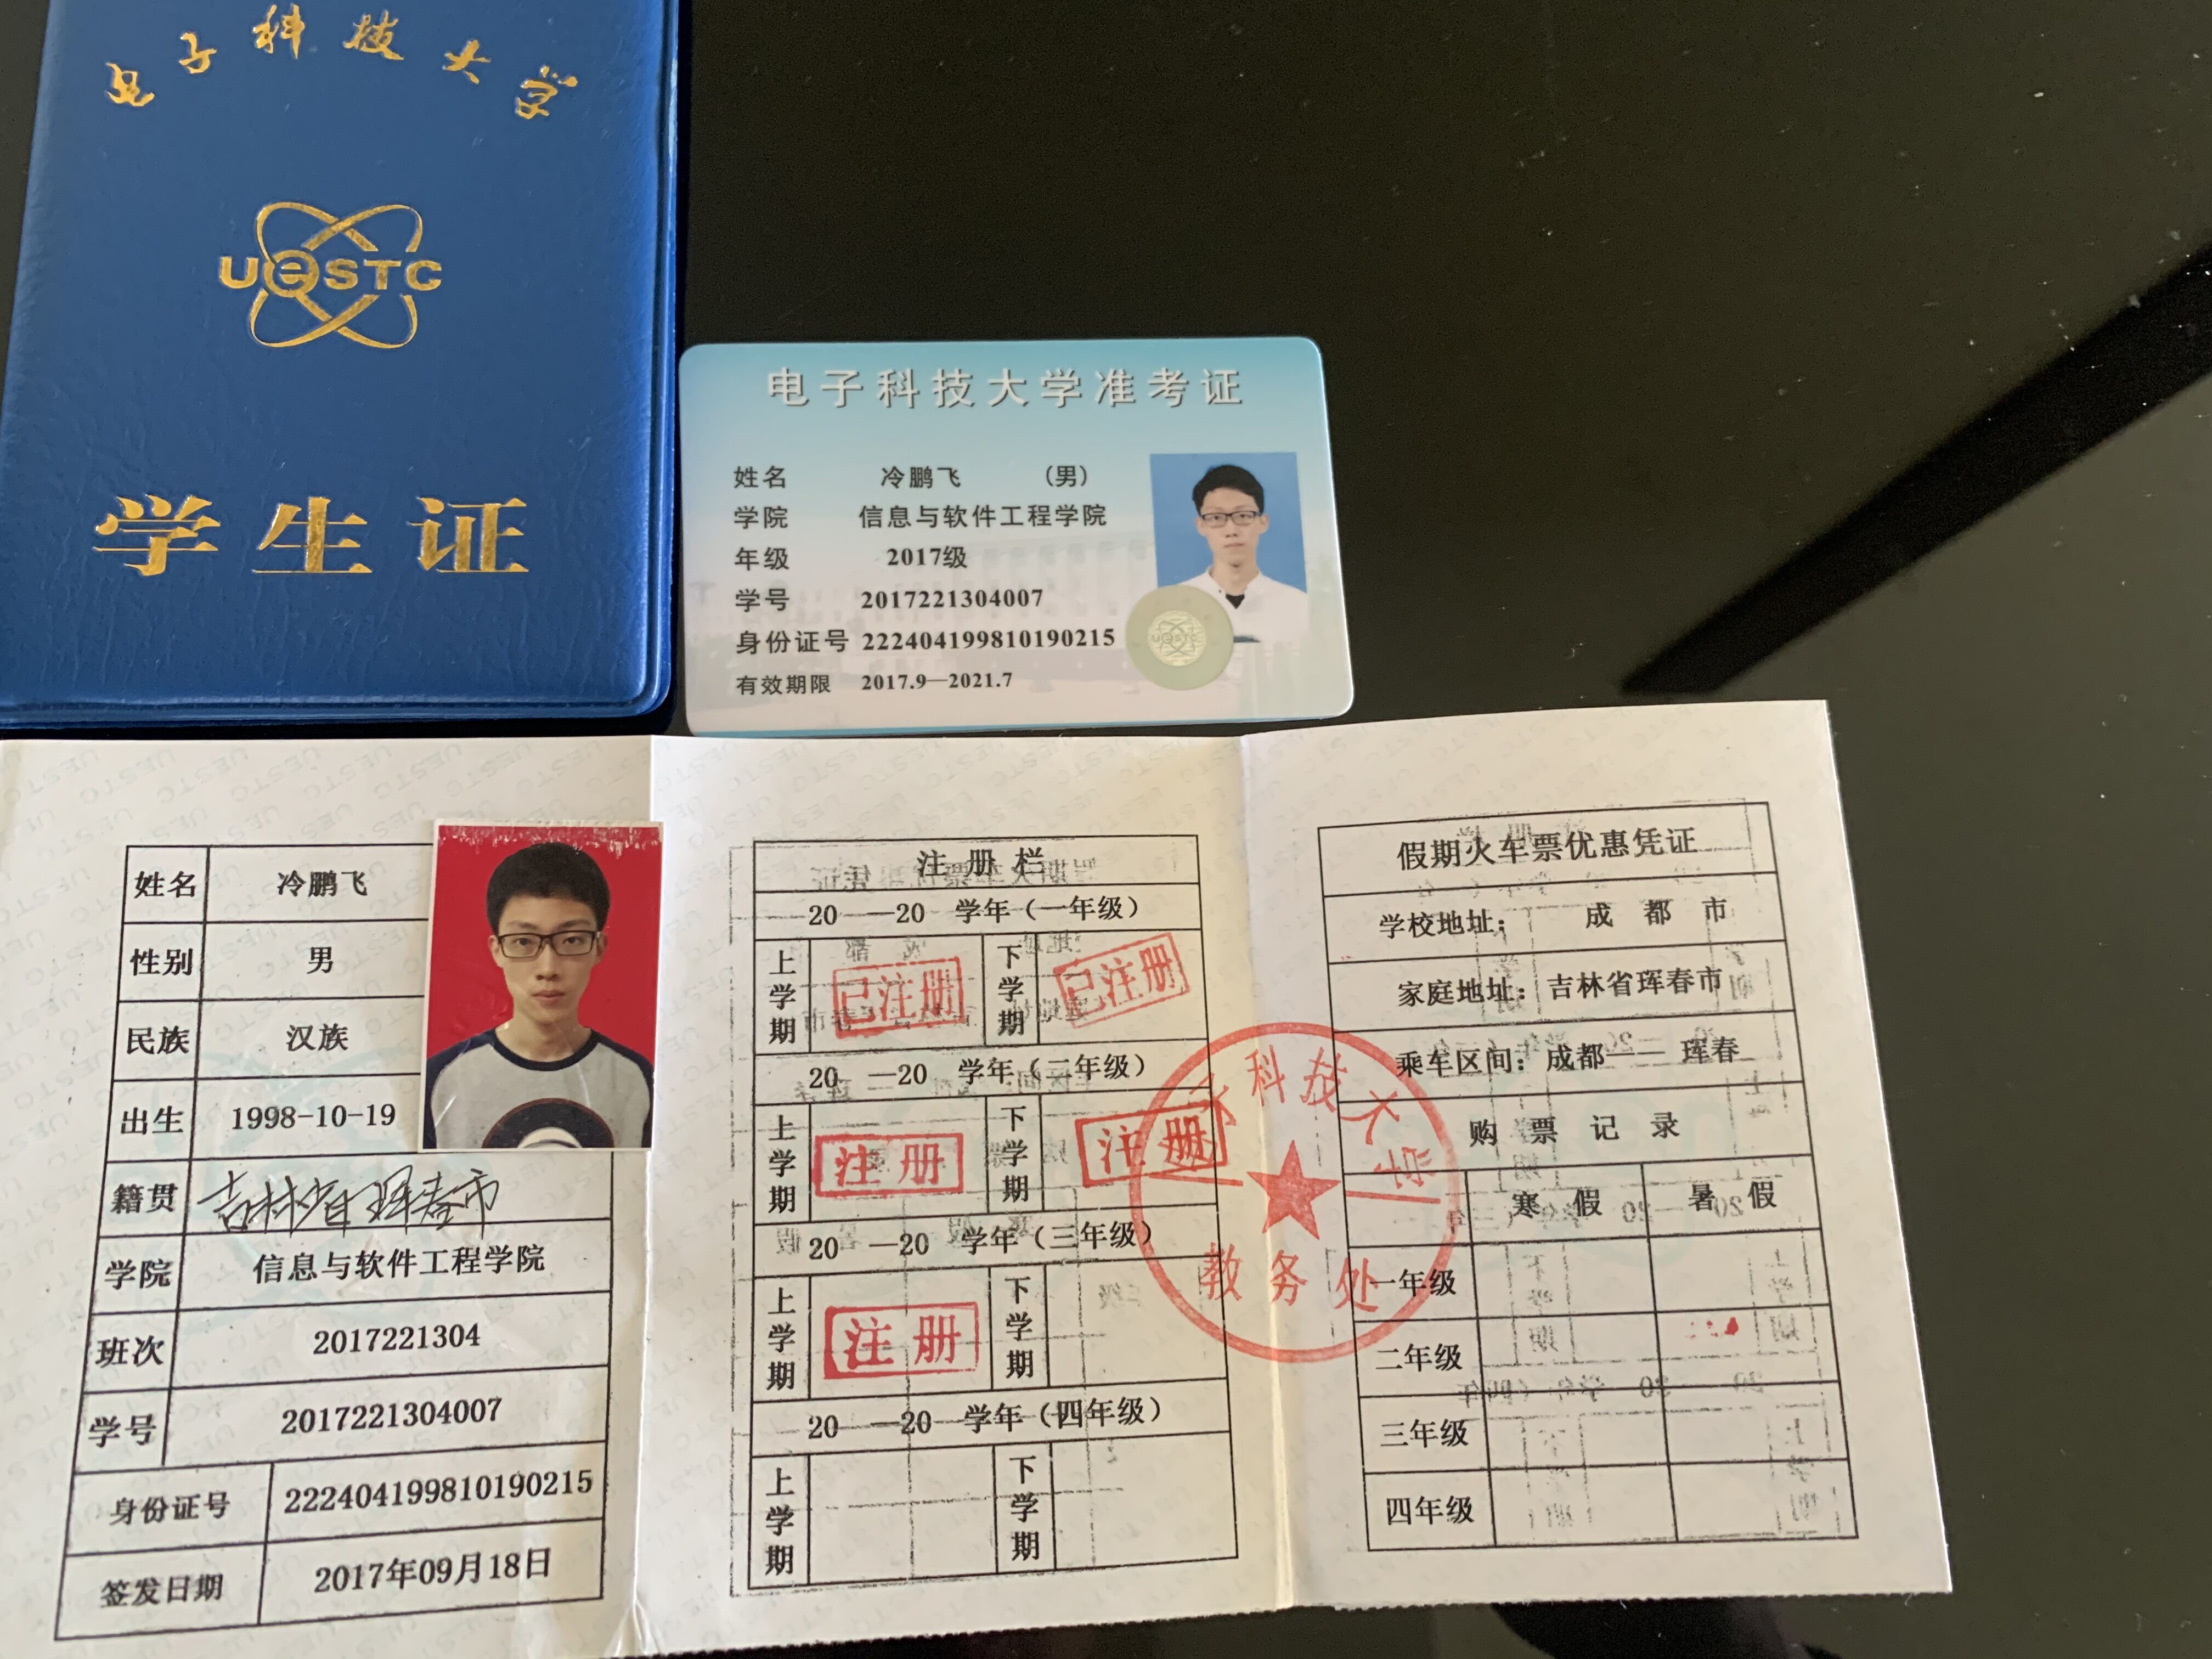 电子科技大学
UESTC
学生证
电子科技大学准考证
姓名 冷鹏飞 (男)
学院 信息与软件工程学院
年级 2017级
学号 2017221304007
身份证号 222404199810190215
有效期限 2017.9—2021.7
UESTC
姓名 冷鹏飞
性别 男
民族 汉族
出生 1998-10-19
籍贯 吉林省珲春市
学院 信息与软件工程学院
班次 2017221304
学号 2017221304007
身份证号 222404199810190215
签发日期 2017年09月18日
注册栏
20 —20 学年(一年级)
上学期 已注册 下学期 已注册
20 —20 学年(二年级)
上学期 注册 下学期 注册
20 —20 学年(三年级)
上学期 注册 下学期
20 —20 学年(四年级)
上学期 下学期
子科技大学
教务处
假期火车票优惠凭证
学校地址: 成都市
家庭地址: 吉林省珲春市
乘车区间: 成都—— 珲春
购票记录
寒假 暑假
一年级
二年级
三年级
四年级